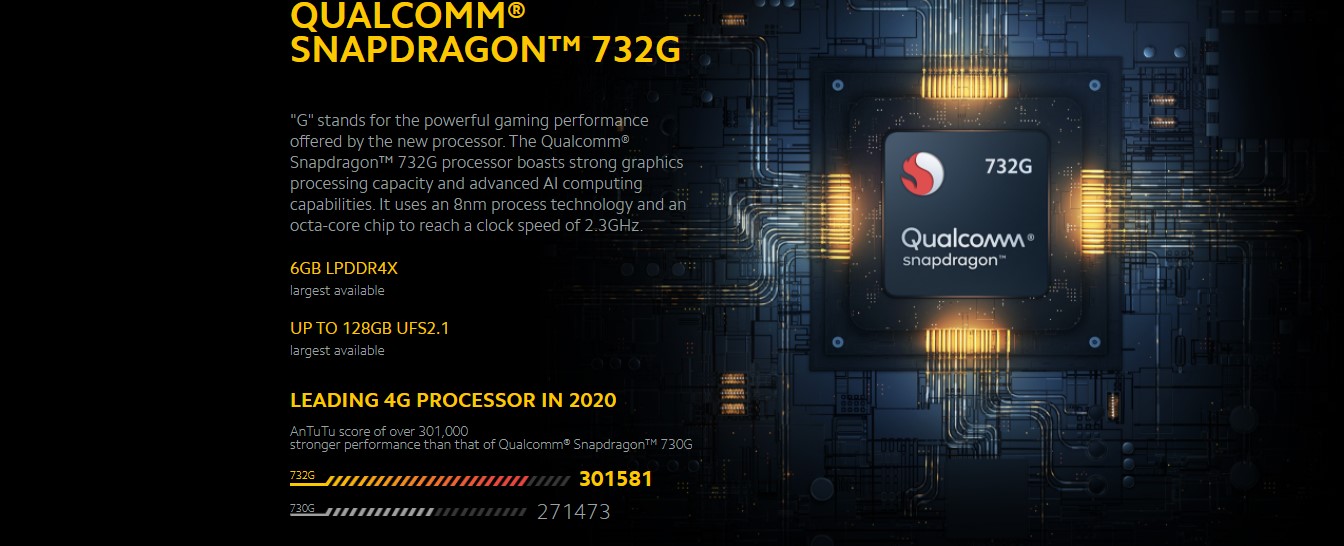 QUALCOMM®
SNAPDRAGON™ 732G
"G" stands for the powerful gaming performance
offered by the new processor. The Qualcomm®
Snapdragon™ 732G processor boasts strong graphics
processing capacity and advanced AI computing
capabilities. It uses an 8nm process technology and an
octa-core chip to reach a clock speed of 2.3GHz.
6GB LPDDR4X
largest available
UP TO 128GB UFS2.1
largest available
LEADING 4G PROCESSOR IN 2020
AnTuTu score of over 301,000
stronger performance than that of Qualcomm® Snapdragon™ 730G
732G 301581
730G 271473
732G
Qualcomm®
snapdragon™